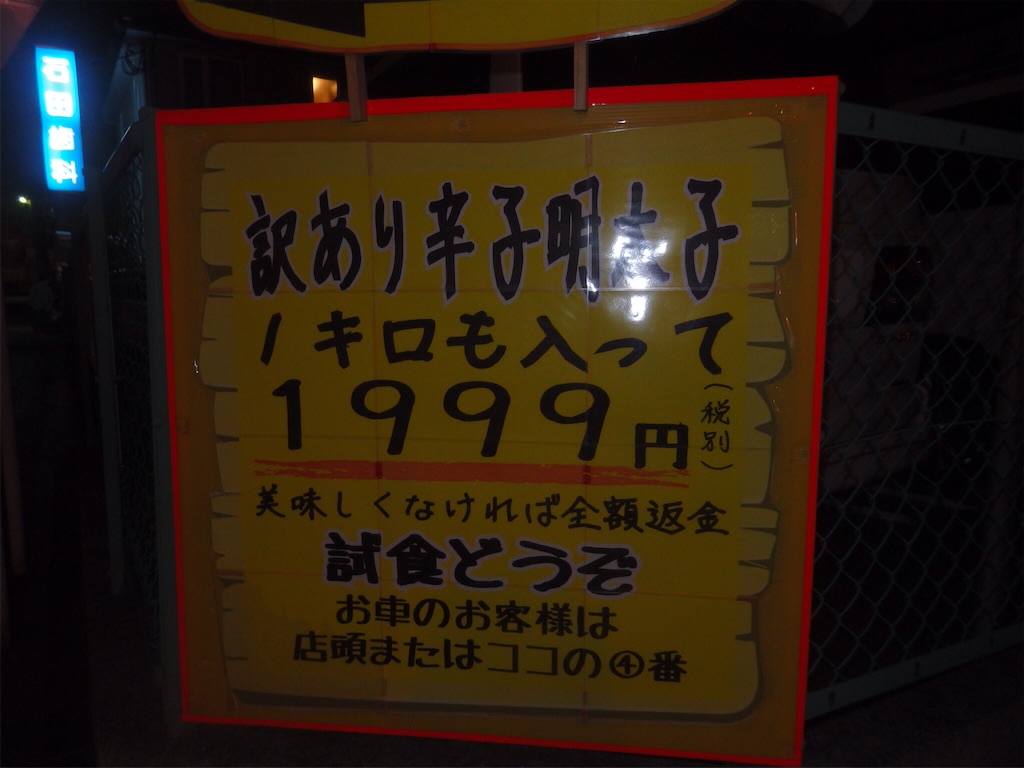 訳あり辛子明太子
1キロも入って
1999円(税別)
美味しくなければ全額返金
試食どうぞ
お車のお客様は
店頭またはココの④番